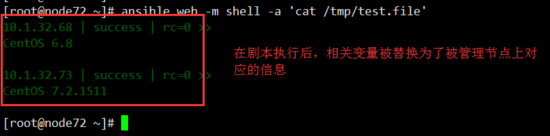 [root@node72 ~]# ansible web -m shell -a 'cat /tmp/test.file'
10.1.32.68 | success | rc=0 >>
CentOS 6.8
在剧本执行后，相关变量被替换为了被管理节点上对
应的信息
10.1.32.73 | success | rc=0 >>
CentOS 7.2.1511
[root@node72 ~]#